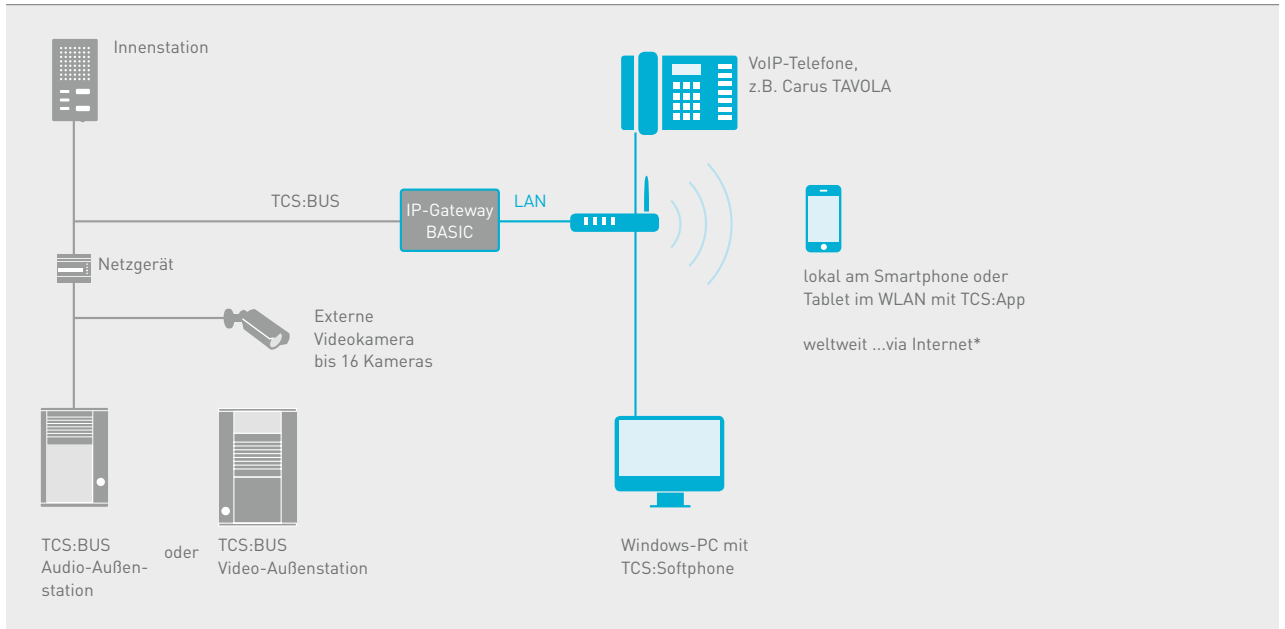 Innenstation
VoIP-Telefone,
z.B. Carus TAVOLA
TCS:BUS
IP-Gateway
BASIC
LAN
Netzgerät
lokal am Smartphone oder
Tablet im WLAN mit TCS:App
weltweit ...via Internet*
Externe
Videokamera
bis 16 Kameras
TCS:BUS
Audio-Außen-
station
oder
TCS:BUS
Video-Außenstation
Windows-PC mit
TCS:Softphone